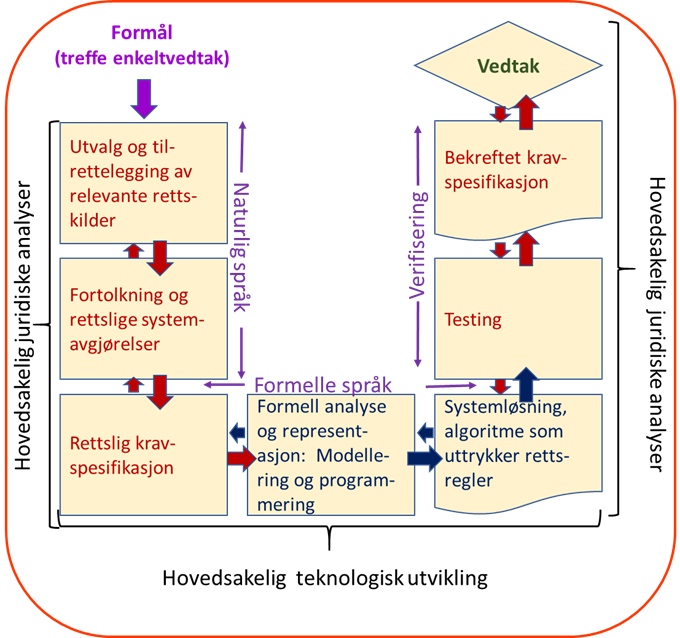 Formål
(treffe enkeltvedtak)
Utvalg og til-
rettelegging av
relevante retts-
kilder
Fortolkning og
rettslige system-
avgjørelser
Rettslig krav-
spesifikasjon
Hovedsakelig juridiske analyser
Naturlig språk
Formelle språk
Formell analyse
og represent-
asjon: Modelle-
ring og program-
mering
Systemløsning,
algoritme som
uttrykker retts-
regler
Testing
Bekreftet krav-
spesifikasjon
Vedtak
Verifisering
Hovedsakelig juridiske analyser
Hovedsakelig teknologisk utvikling